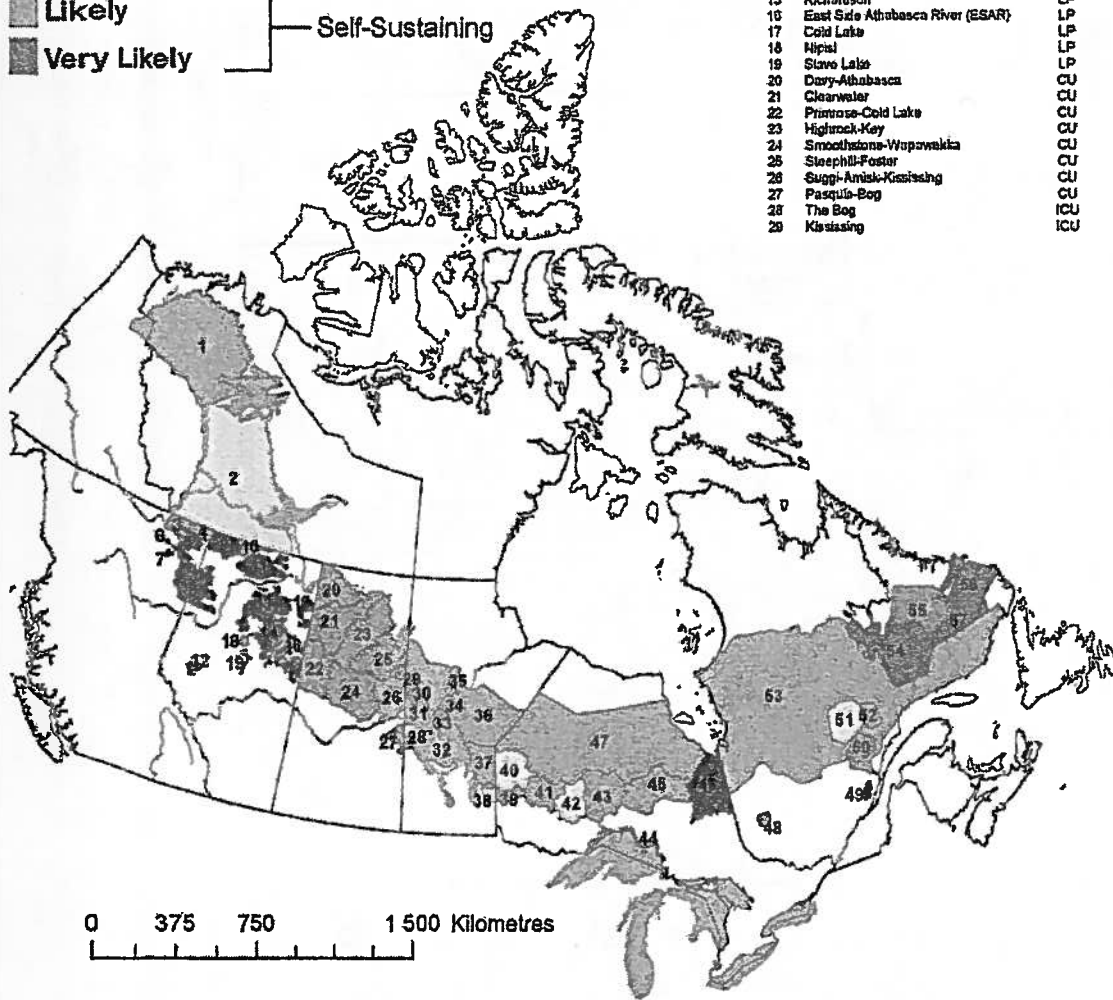 Likely
Very Likely
Self-Sustaining
15 Richardson LP
16 East Side Athabasca River (ESAR) LP
17 Cold Lake LP
18 Nipisi LP
19 Slave Lake LP
20 Davy-Athabasca CU
21 Clearwater CU
22 Primrose-Cold Lake CU
23 Highrock-Key CU
24 Smoothstone-Wapawekka CU
25 Steephill-Foster CU
26 Suggi-Amisk-Kississing CU
27 Pasquia-Bog CU
28 The Bog ICU
29 Kississing ICU
1
2
6
4
10
7
20
21
23
18
12
19
22
25
24
26
29
30
35
31
34
36
33
27
28
32
37
40
47
38
39
41
42
43
45
44
53
55
54
51
52
50
49
48
0 375 750 1 500 Kilometres